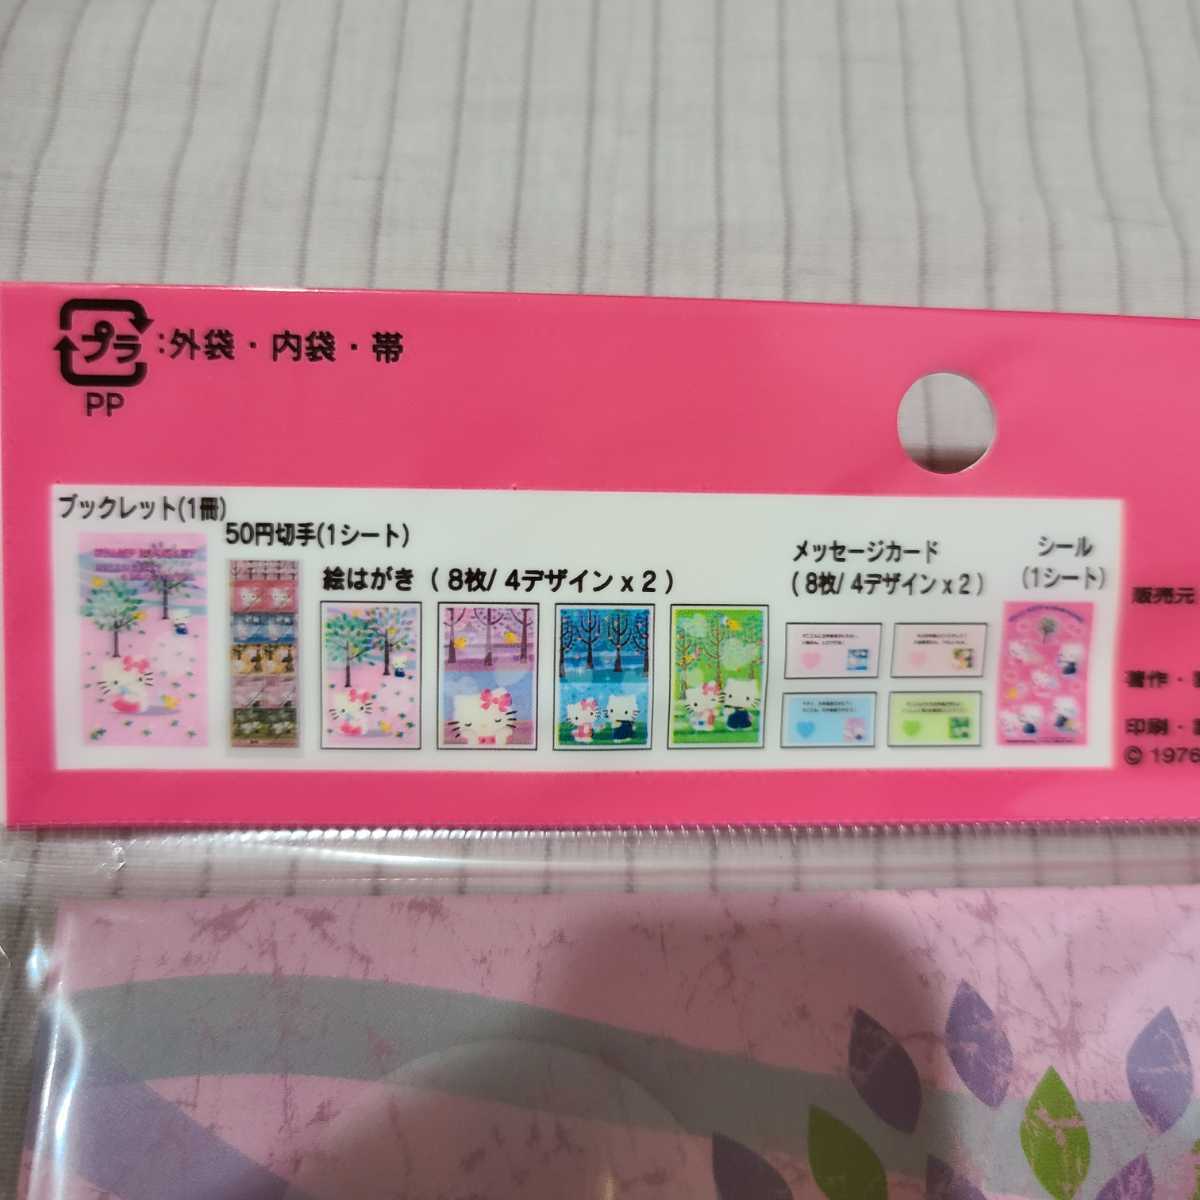 プラ
:外袋・内袋・帯
PP
ブックレット(1冊)
50円切手(1シート)
絵はがき ( 8枚/ 4デザイン x 2 )
メッセージカード
( 8枚/ 4デザイン x 2 )
シール
(1シート)
販売元
著作・
印刷・
© 1976